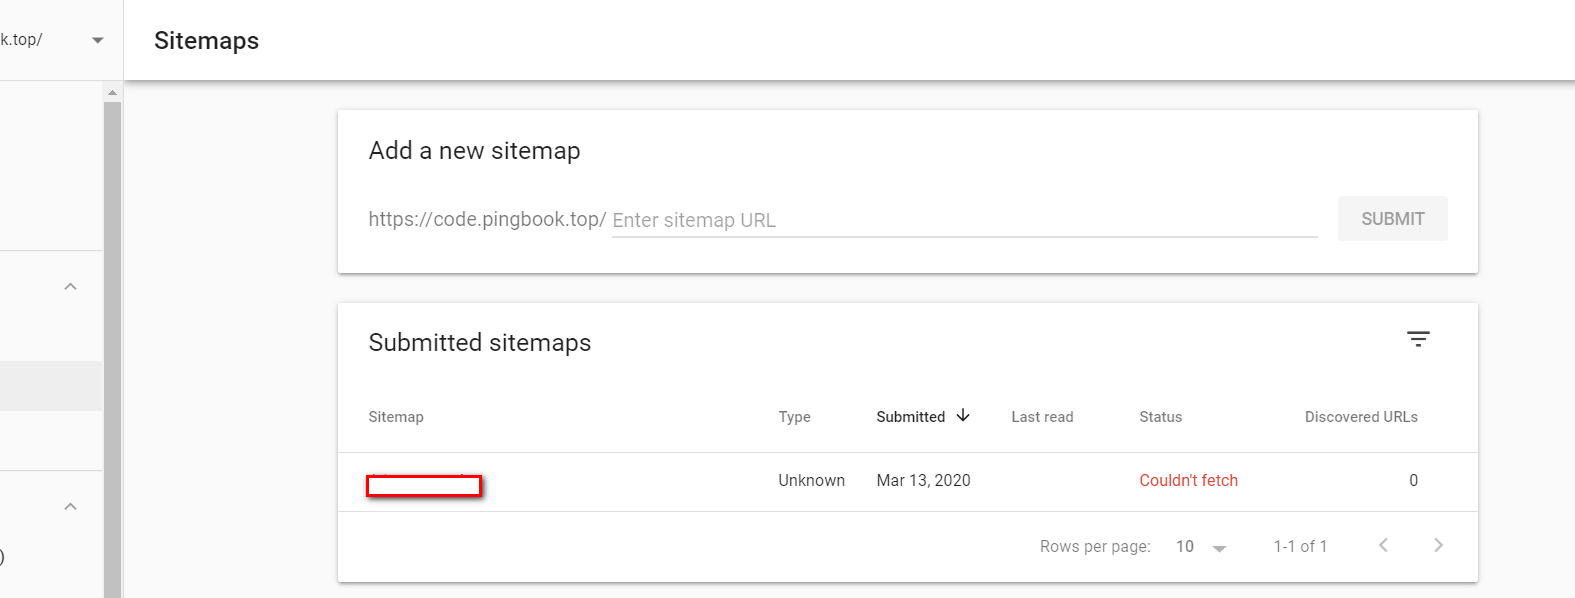 k.top/
Sitemaps
Add a new sitemap
https://code.pingbook.top/ Enter sitemap URL
SUBMIT
Submitted sitemaps
Sitemap Type Submitted Last read Status Discovered URLs
Unknown Mar 13, 2020 Couldn't fetch 0
Rows per page: 10 1-1 of 1
)